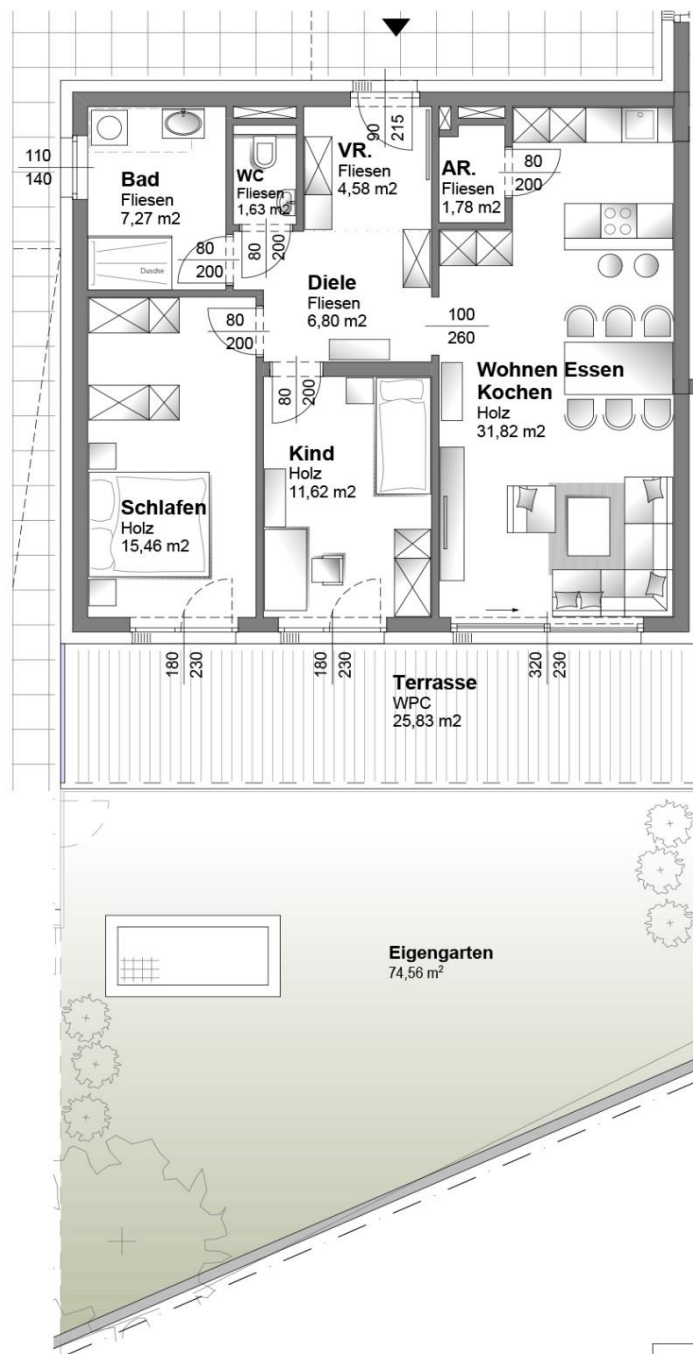 110
140
Bad
Fliesen
7,27 m2
WC
Fliesen
1,63 m2
VR.
Fliesen
4,58 m2
90
215
AR.
Fliesen
1,78 m2
80
200
Dusche
80
200
80
200
Diele
Fliesen
6,80 m2
80
200
100
260
80
200
Wohnen Essen
Kochen
Holz
31,82 m2
Kind
Holz
11,62 m2
Schlafen
Holz
15,46 m2
180
230
180
230
320
230
Terrasse
WPC
25,83 m2
Eigengarten
74,56 m²